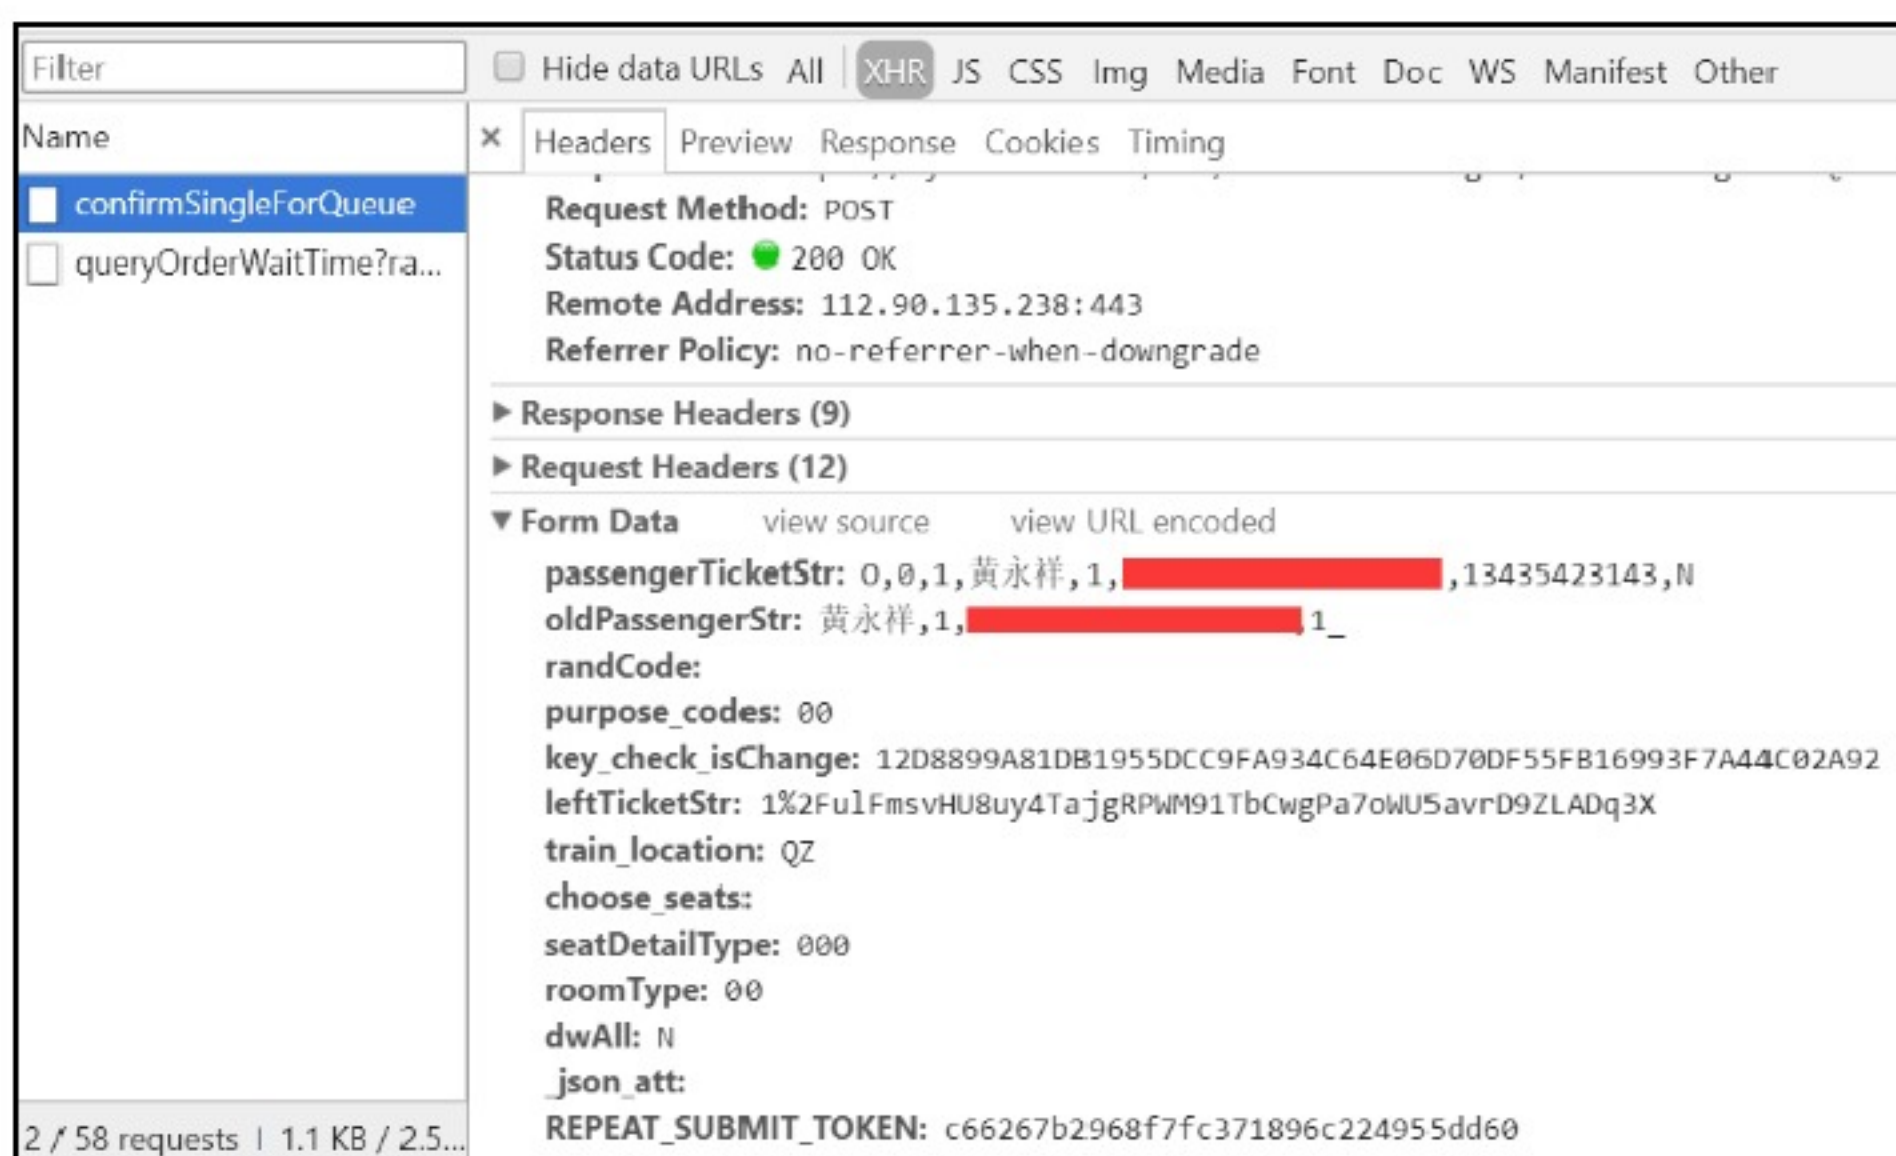 Filter
Hide data URLs All XHR JS CSS Img Media Font Doc WS Manifest Other
Name
× Headers Preview Response Cookies Timing
confirmSingleForQueue
queryOrderWaitTime?ra...
Request Method: POST
Status Code: 200 OK
Remote Address: 112.90.135.238:443
Referrer Policy: no-referrer-when-downgrade
▶ Response Headers (9)
▶ Request Headers (12)
▼ Form Data view source view URL encoded
passengerTicketStr: O,0,1,黄永祥,1, ,13435423143,N
oldPassengerStr: 黄永祥,1, 1_
randCode:
purpose_codes: 00
key_check_isChange: 12D8899A81DB1955DCC9FA934C64E06D70DF55FB16993F7A44C02A92
leftTicketStr: 1%2FulFmsvHU8uy4TajgRPWM91TbCwgPa7oWU5avrD9ZLADq3X
train_location: QZ
choose_seats:
seatDetailType: 000
roomType: 00
dwAll: N
_json_att:
REPEAT_SUBMIT_TOKEN: c66267b2968f7fc371896c224955dd60
2 / 58 requests | 1.1 KB / 2.5...